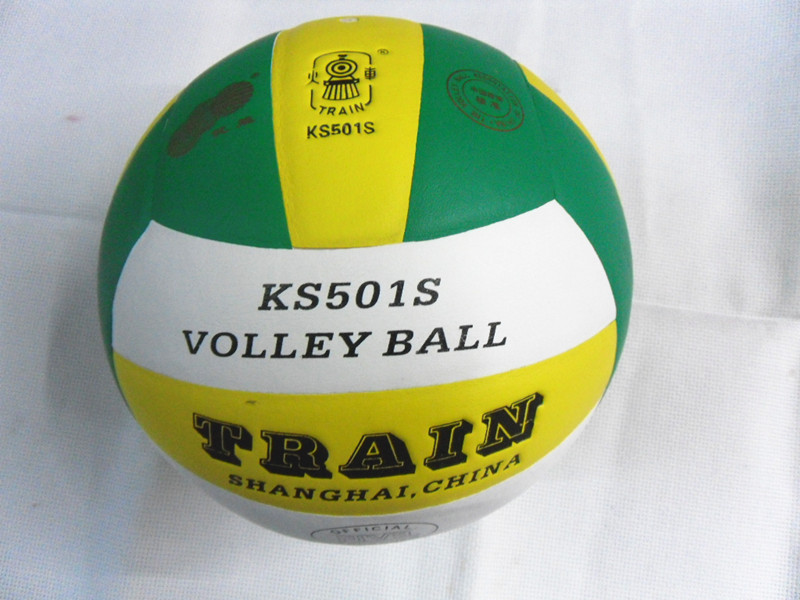 ®
火 車
TRAIN
KS501S
KS501S
VOLLEY BALL
TRAIN
SHANGHAI, CHINA
OFFICIAL